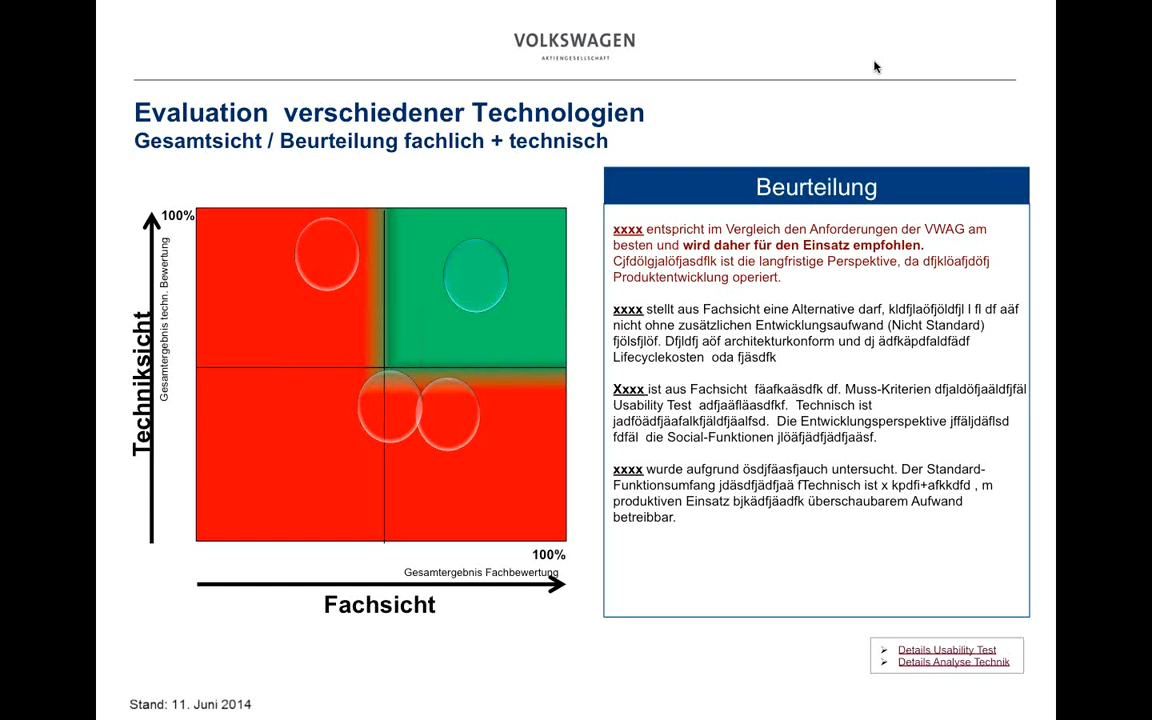 VOLKSWAGEN
AKTIENGESELLSCHAFT
Evaluation verschiedener Technologien
Gesamtsicht / Beurteilung fachlich + technisch
100%
Techniksicht
Gesamtergebnis techn. Bewertung
100%
Gesamtergebnis Fachbewertung
Fachsicht
Beurteilung
xxxx entspricht im Vergleich den Anforderungen der VWAG am
besten und wird daher für den Einsatz empfohlen.
Cjfdölgjalöfjasdflk ist die langfristige Perspektive, da dfjklöafjdöfj
Produktentwicklung operiert.
xxxx stellt aus Fachsicht eine Alternative darf, kldfjlaöfjöldfjl l fl df aäf
nicht ohne zusätzlichen Entwicklungsaufwand (Nicht Standard)
fjölsfjlöf. Dfjldfj aöf architekturkonform und dj ädfkäpdfaldfädf
Lifecyclekosten oda fjäsdfk
Xxxx ist aus Fachsicht fäafkaäsdfk df. Muss-Kriterien dfjaldöfjaäldfjfäl
Usability Test adfjaäfläasdfkf. Technisch ist
jadföädfjäafalkfjäldfjäalfsd. Die Entwicklungsperspektive jffäljdäflsd
fdfäl die Social-Funktionen jlöäfjädfjädfjaäsf.
xxxx wurde aufgrund ösdjfäasfjauch untersucht. Der Standard-
Funktionsumfang jdäsdfjädfjaä fTechnisch ist x kpdfi+afkkdfd , m
produktiven Einsatz bjkädfjäadfk überschaubarem Aufwand
betreibbar.
➢ Details Usability Test
➢ Details Analyse Technik
Stand: 11. Juni 2014